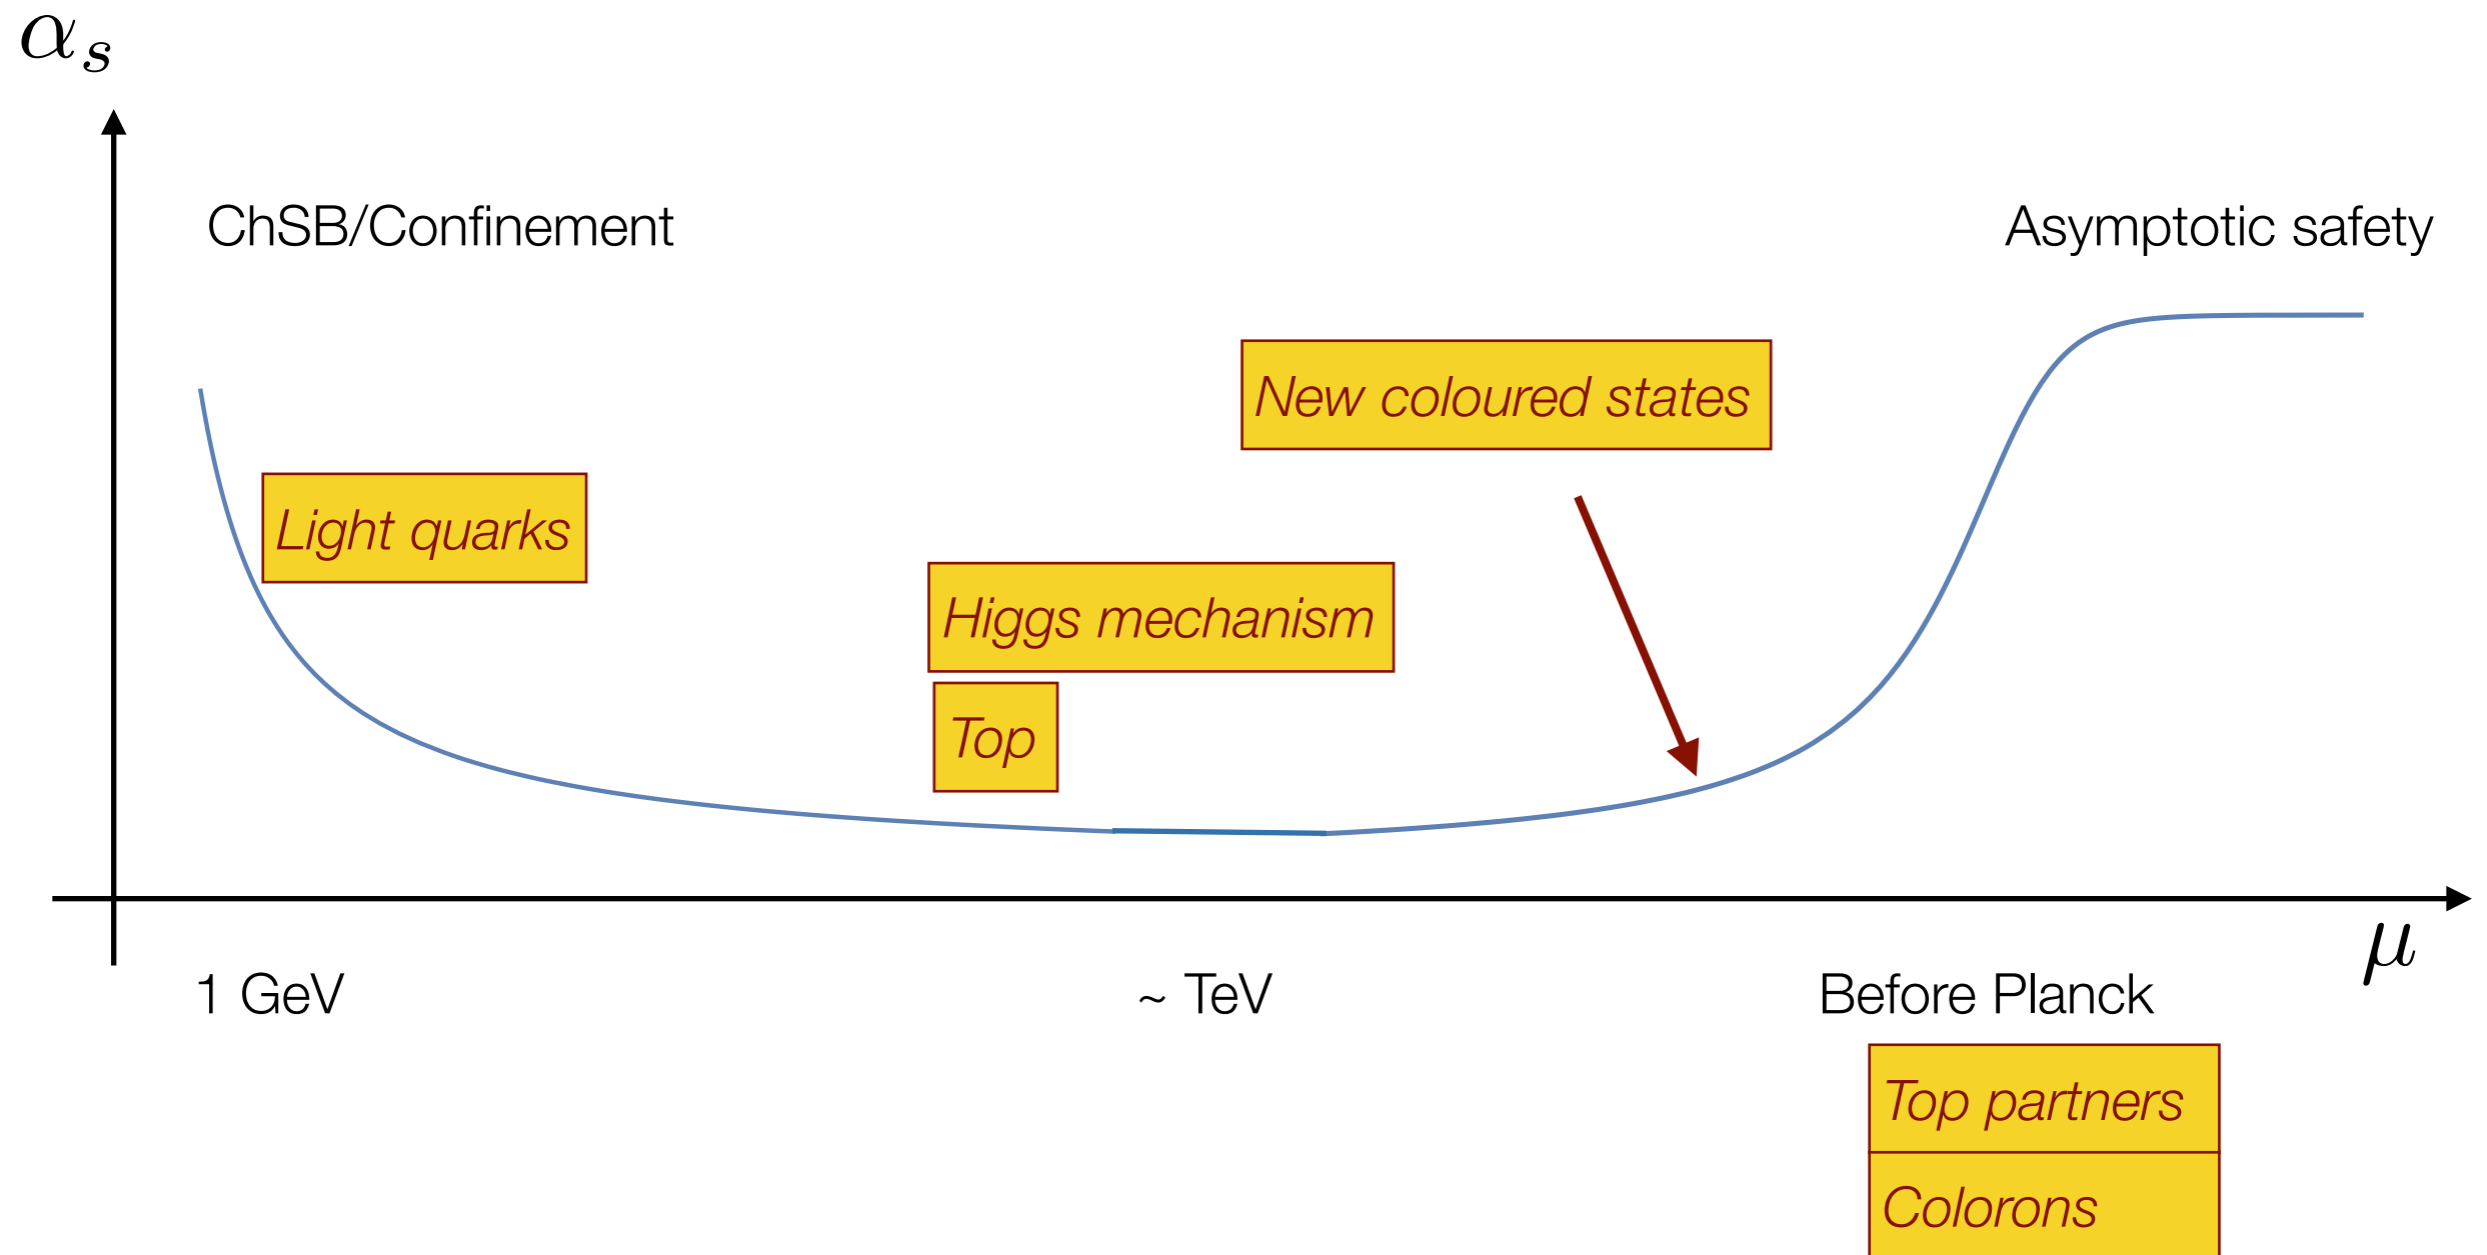 αs
ChSB/Confinement
Asymptotic safety
New coloured states
Light quarks
Higgs mechanism
Top
μ
1 GeV
~ TeV
Before Planck
Top partners
Colorons